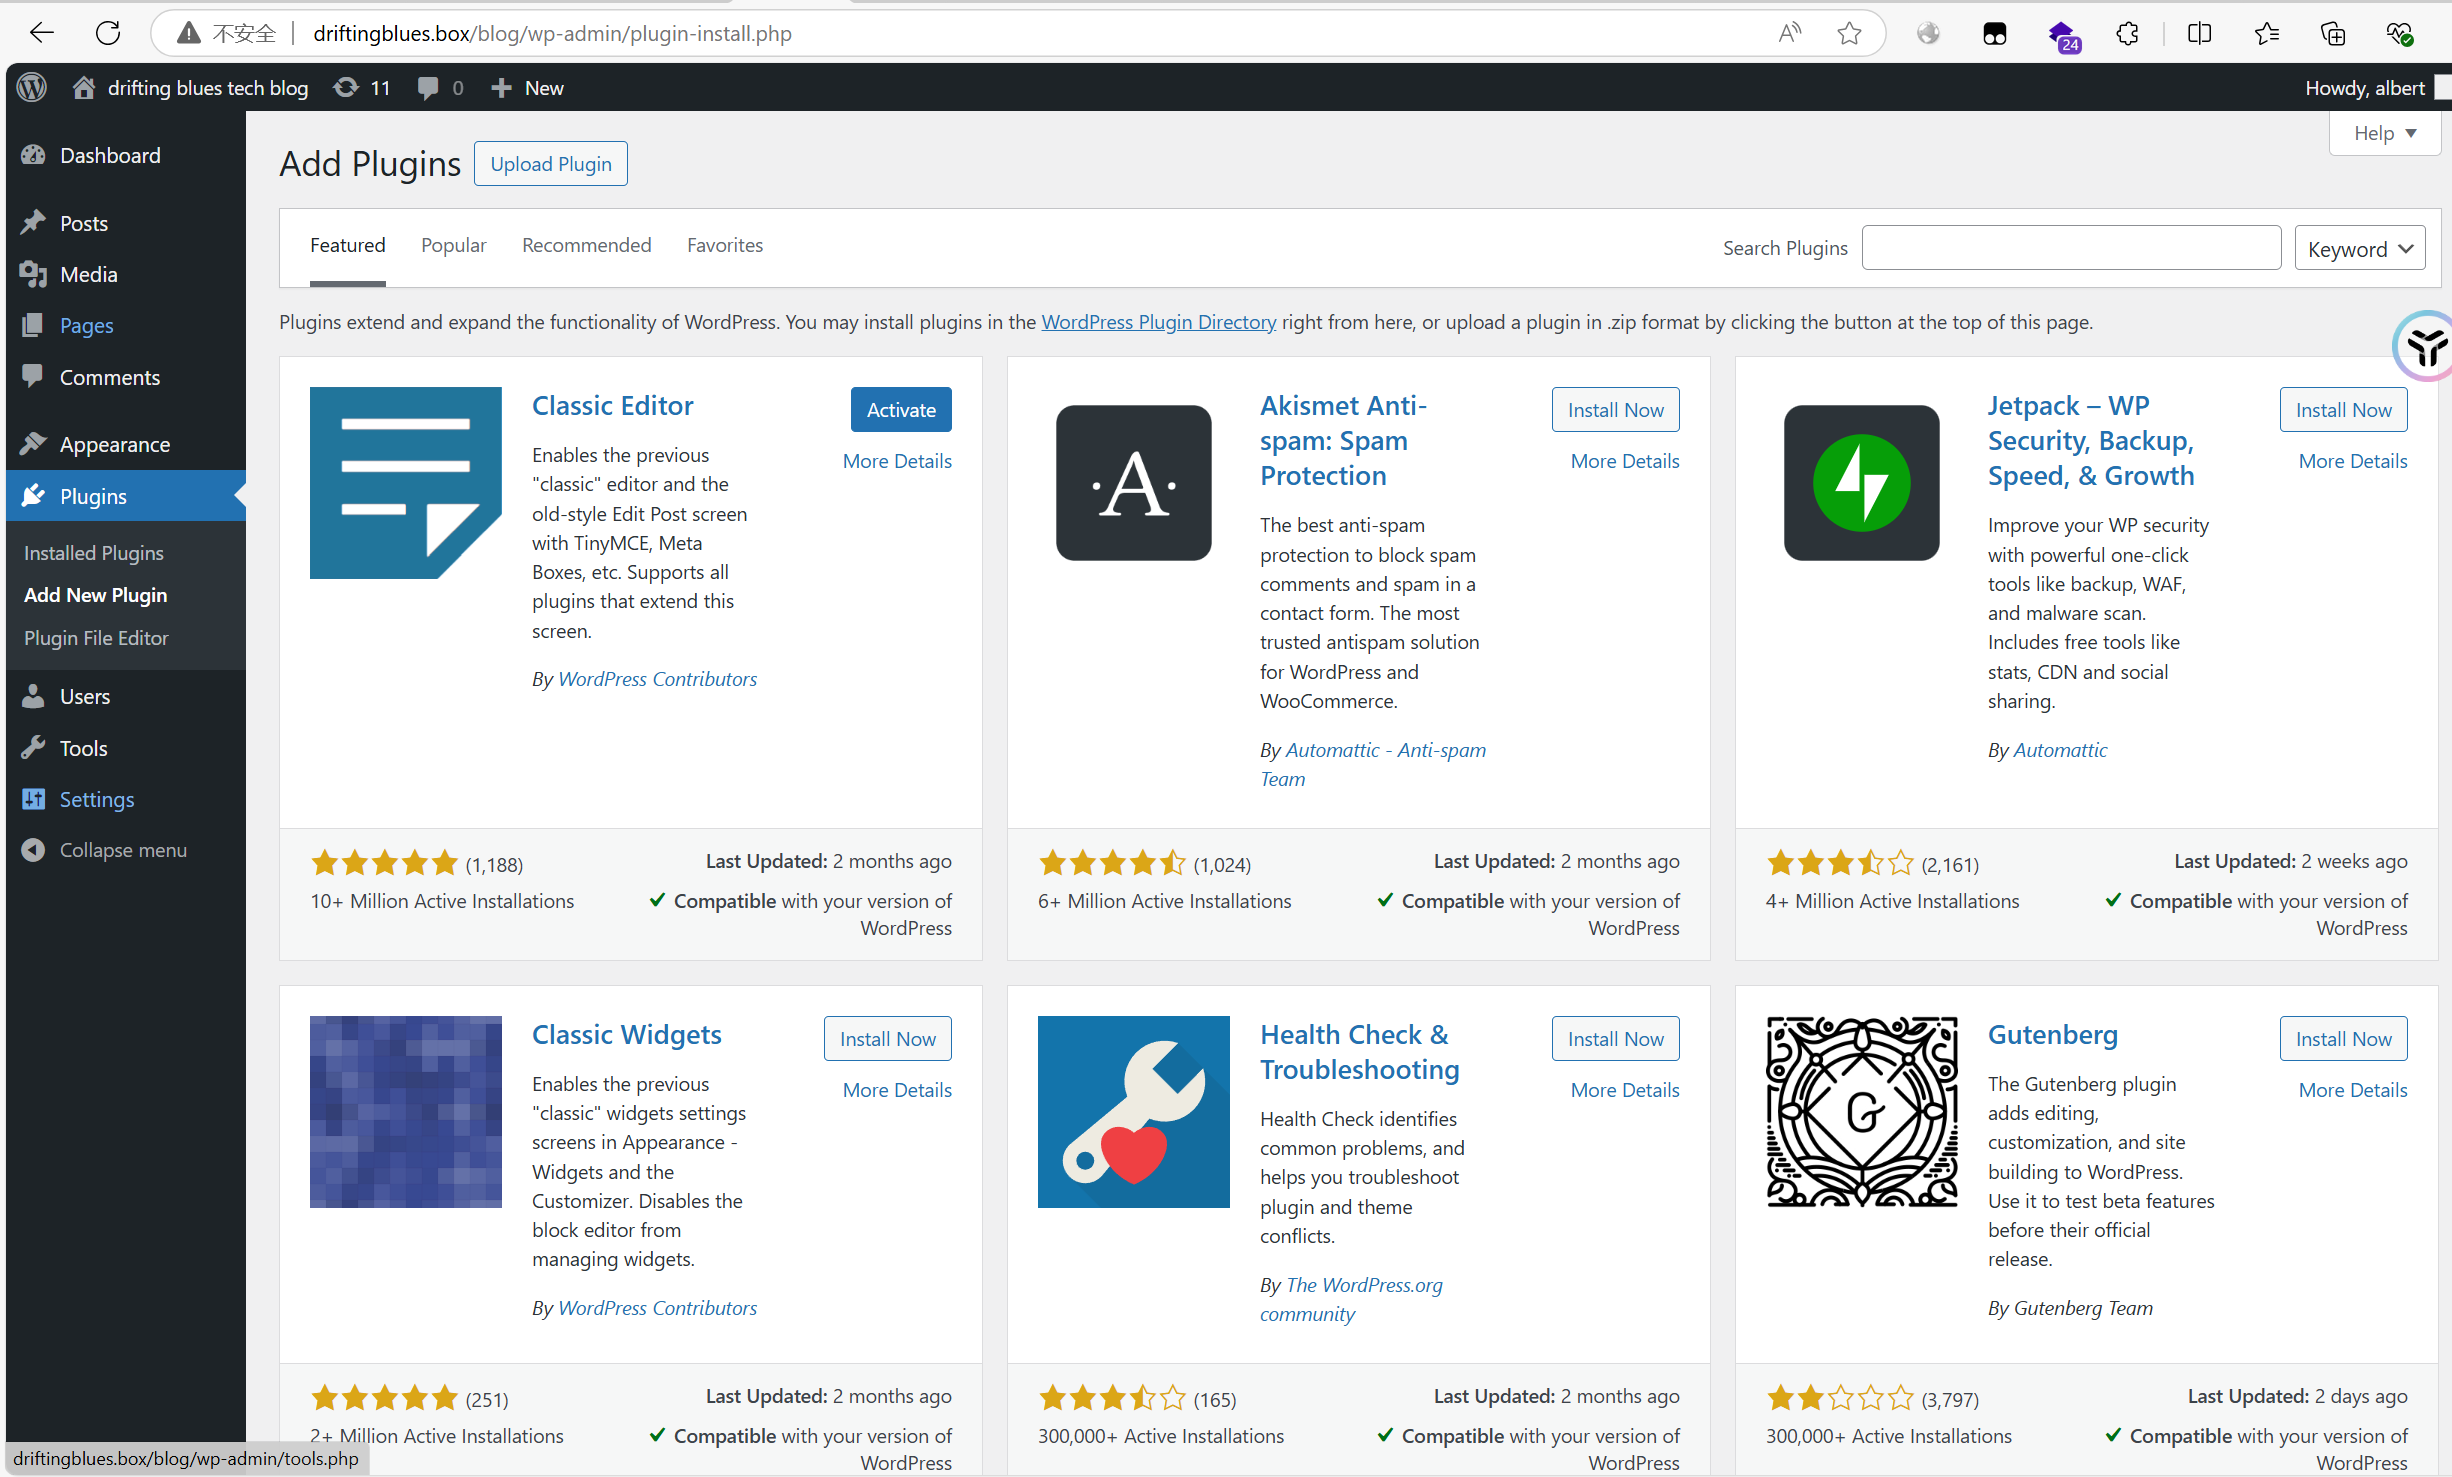 不安全 driftingblues.box/blog/wp-admin/plugin-install.php
24
drifting blues tech blog 11 0 New Howdy, albert
Help
Dashboard
Posts
Media
Pages
Comments
Appearance
Plugins
Installed Plugins
Add New Plugin
Plugin File Editor
Users
Tools
Settings
Collapse menu
Add Plugins Upload Plugin
Featured Popular Recommended Favorites Search Plugins Keyword
Plugins extend and expand the functionality of WordPress. You may install plugins in the WordPress Plugin Directory right from here, or upload a plugin in .zip format by clicking the button at the top of this page.
Classic Editor
Activate
More Details
Enables the previous
"classic" editor and the
old-style Edit Post screen
with TinyMCE, Meta
Boxes, etc. Supports all
plugins that extend this
screen.
By WordPress Contributors
(1,188)
10+ Million Active Installations
Last Updated: 2 months ago
Compatible with your version of
WordPress
A
Akismet Anti-
spam: Spam
Protection
Install Now
More Details
The best anti-spam
protection to block spam
comments and spam in a
contact form. The most
trusted antispam solution
for WordPress and
WooCommerce.
By Automattic - Anti-spam
Team
(1,024)
6+ Million Active Installations
Last Updated: 2 months ago
Compatible with your version of
WordPress
Jetpack – WP
Security, Backup,
Speed, & Growth
Install Now
More Details
Improve your WP security
with powerful one-click
tools like backup, WAF,
and malware scan.
Includes free tools like
stats, CDN and social
sharing.
By Automattic
(2,161)
4+ Million Active Installations
Last Updated: 2 weeks ago
Compatible with your version of
WordPress
Classic Widgets
Install Now
More Details
Enables the previous
"classic" widgets settings
screens in Appearance -
Widgets and the
Customizer. Disables the
block editor from
managing widgets.
By WordPress Contributors
(251)
2+ Million Active Installations
Last Updated: 2 months ago
Compatible with your version of
WordPress
Health Check &
Troubleshooting
Install Now
More Details
Health Check identifies
common problems, and
helps you troubleshoot
plugin and theme
conflicts.
By The WordPress.org
community
(165)
300,000+ Active Installations
Last Updated: 2 months ago
Compatible with your version of
WordPress
G
Gutenberg
Install Now
More Details
The Gutenberg plugin
adds editing,
customization, and site
building to WordPress.
Use it to test beta features
before their official
release.
By Gutenberg Team
(3,797)
300,000+ Active Installations
Last Updated: 2 days ago
Compatible with your version of
WordPress
driftingblues.box/blog/wp-admin/tools.php